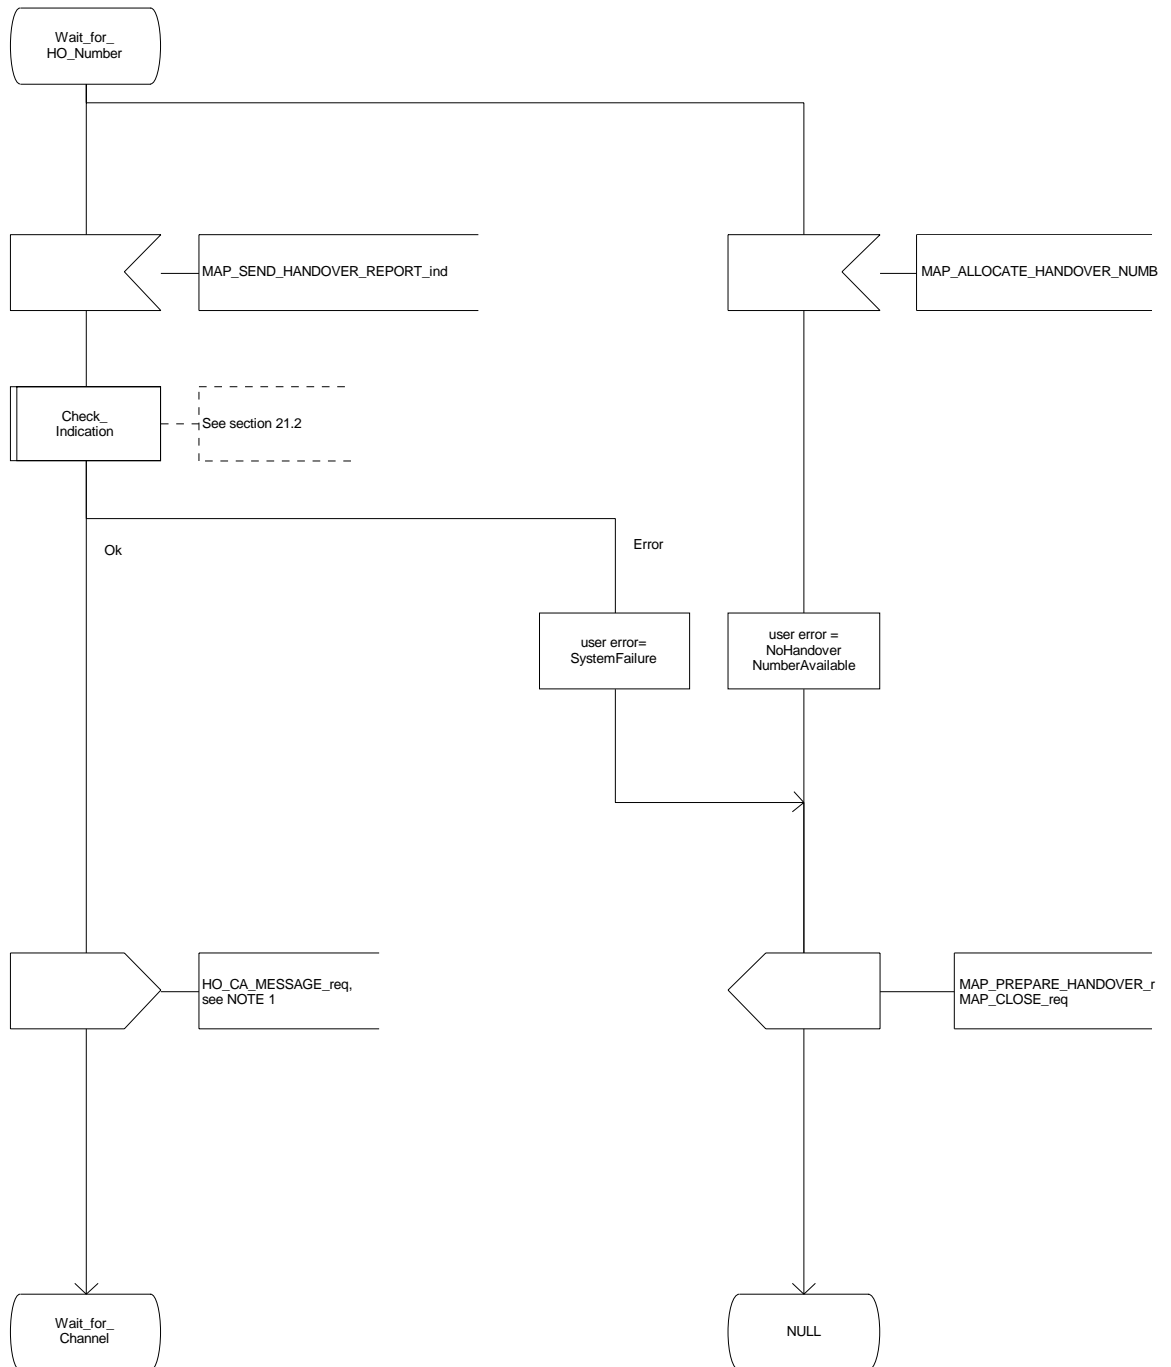 Wait_for_
HO_Number
MAP_SEND_HANDOVER_REPORT_ind
MAP_ALLOCATE_HANDOVER_NUMB
Check_
Indication
See section 21.2
Ok
Error
user error=
SystemFailure
user error =
NoHandover
NumberAvailable
HO_CA_MESSAGE_req,
see NOTE 1
MAP_PREPARE_HANDOVER_r
MAP_CLOSE_req
Wait_for_
Channel
NULL